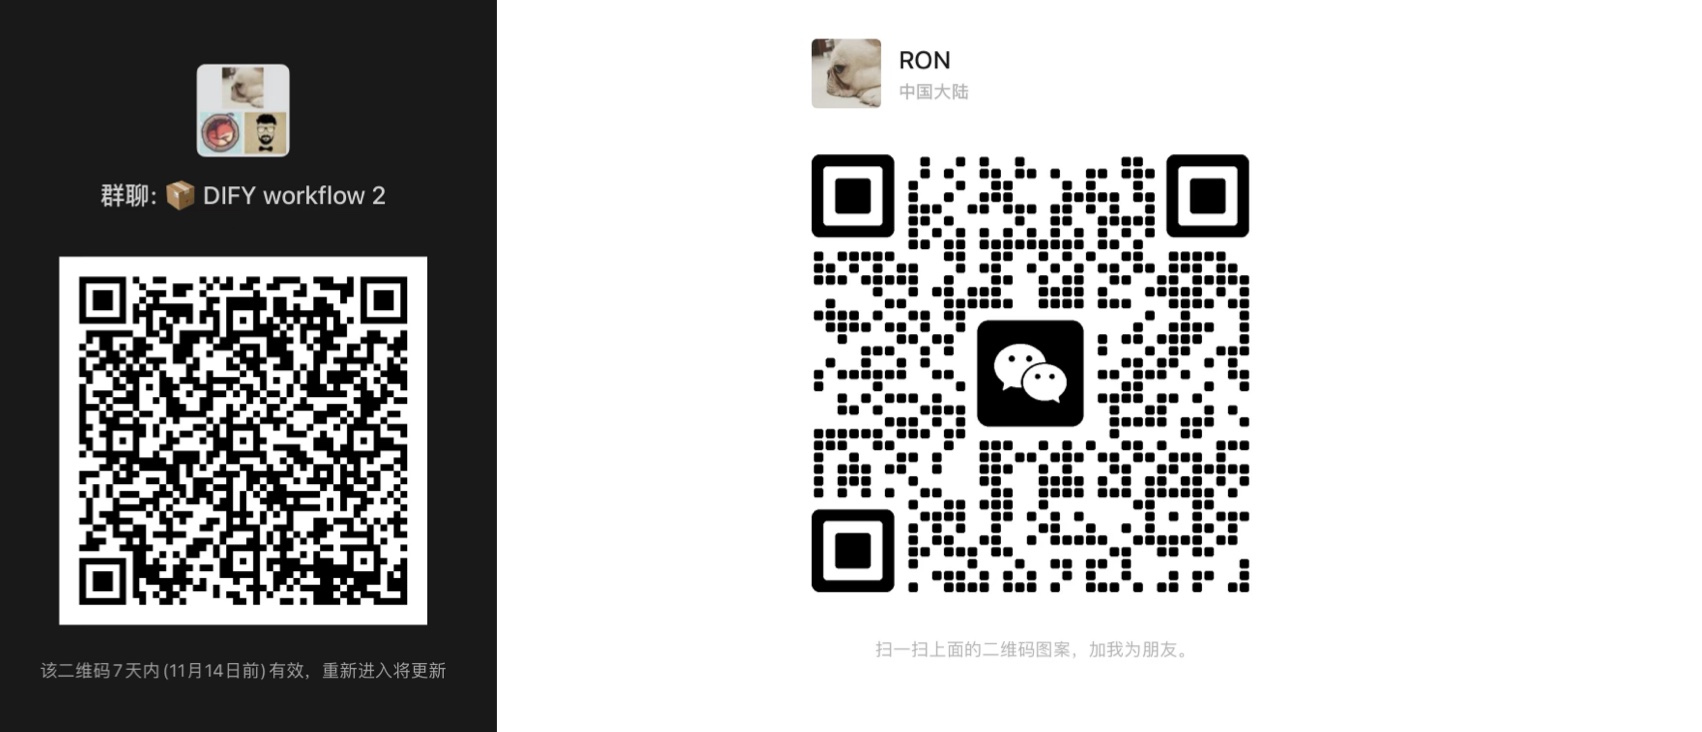 群聊: 📦 DIFY workflow 2
该二维码7天内(11月14日前)有效，重新进入将更新
RON
中国大陆
扫一扫上面的二维码图案，加我为朋友。